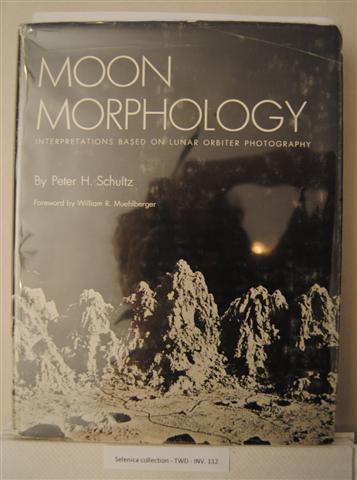 MOON
MORPHOLOGY
INTERPRETATIONS BASED ON LUNAR ORBITER PHOTOGRAPHY
By Peter H. Schultz
Foreword by William R. Muehlberger
Selenica collection - TWD - INV. 112